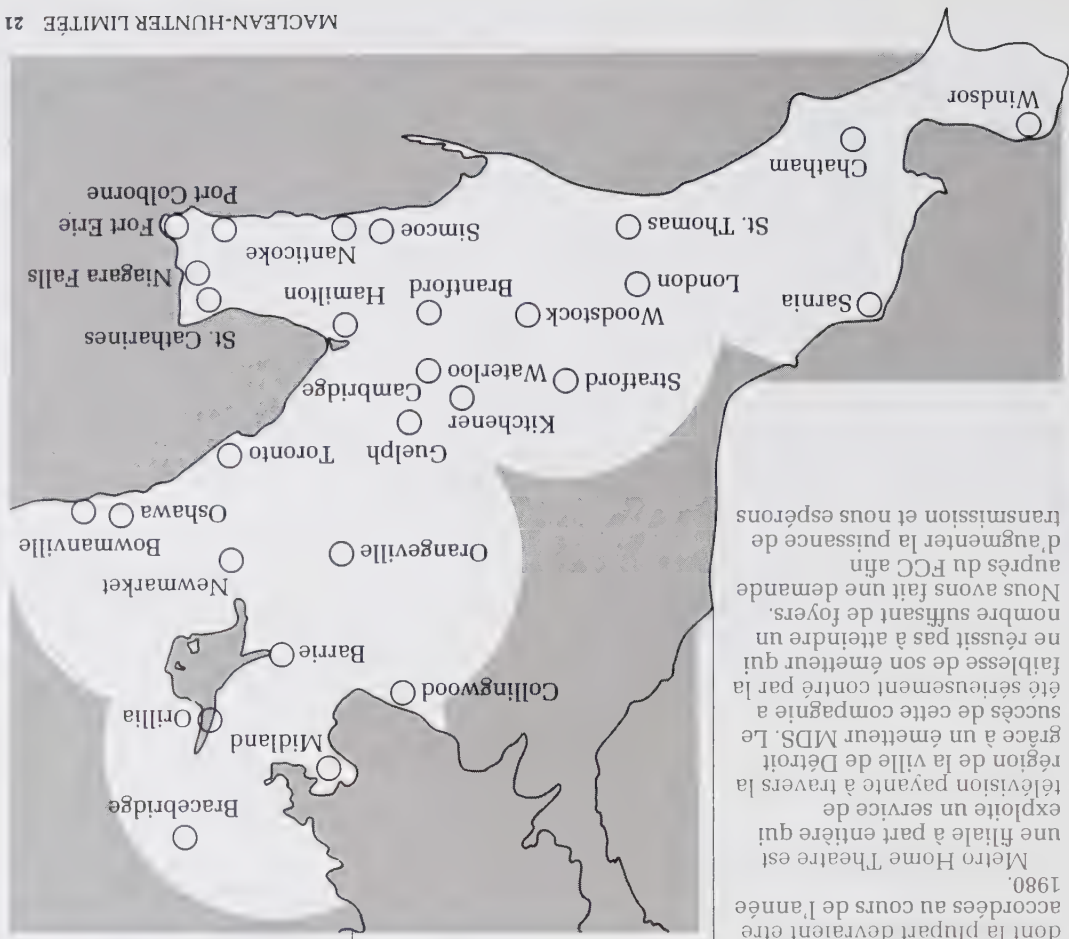 dont la plupart devraient être
accordées au cours de l'année
1980.
Metro Home Theatre est
une filiale à part entière qui
exploite un service de
télévision payante à travers la
région de la ville de Détroit
grâce à un émetteur MDS. Le
succès de cette compagnie a
été sérieusement contré par la
faiblesse de son émetteur qui
ne réussit pas à atteindre un
nombre suffisant de foyers.
Nous avons fait une demande
auprès du FCC afin
d'augmenter la puissance de
transmission et nous espérons
Bracebridge
Midland
Orillia
Collingwood
Barrie
Newmarket
Orangeville
Bowmanville
Oshawa
Toronto
Guelph
Kitchener
Cambridge
Stratford
Waterloo
St. Catharines
Sarnia
Woodstock
Hamilton
London
Brantford
Niagara Falls
Nanticoke
St. Thomas
Simcoe
Fort Erie
Port Colborne
Chatham
Windsor
MACLEAN-HUNTER LIMITÉE 21